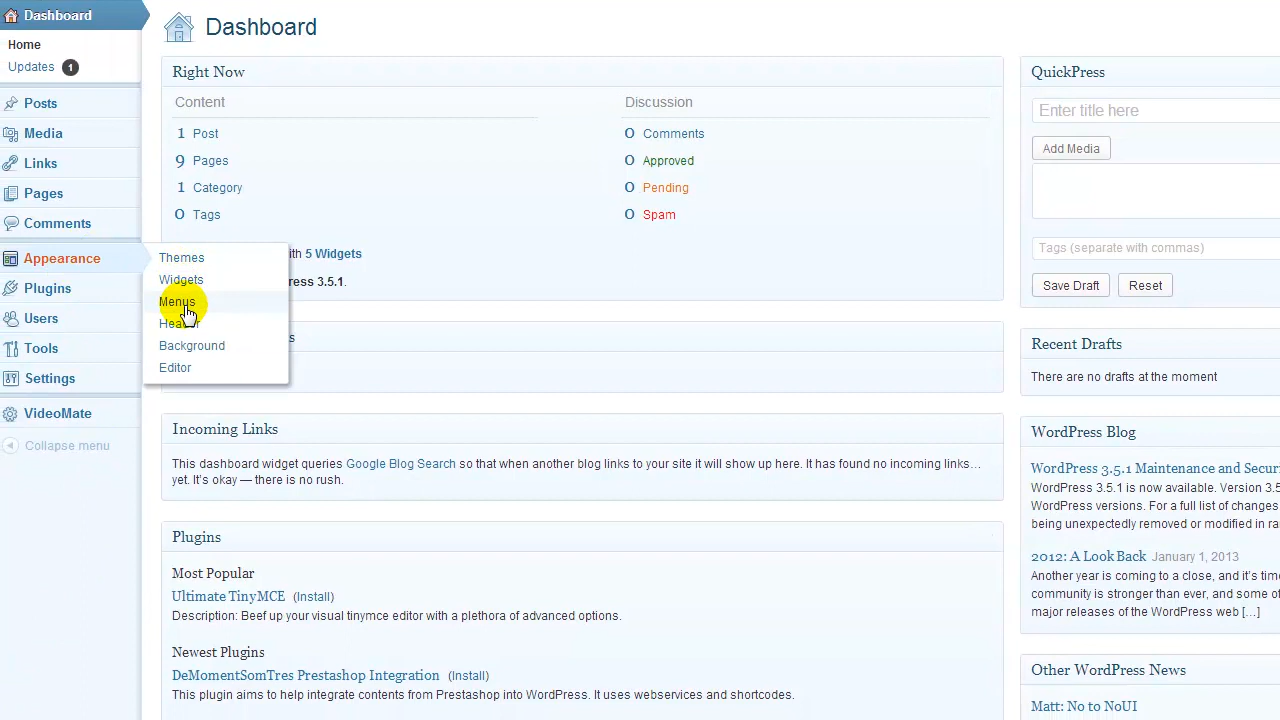 Dashboard
Home
Updates 1
Posts
Media
Links
Pages
Comments
Appearance
Plugins
Users
Tools
Settings
VideoMate
Collapse menu
Themes
Widgets
Menus
Header
Background
Editor
Dashboard
Right Now
Content
1 Post
9 Pages
1 Category
0 Tags
Discussion
0 Comments
0 Approved
0 Pending
0 Spam
5 Widgets
3.5.1.
Incoming Links
This dashboard widget queries Google Blog Search so that when another blog links to your site it will show up here. It has found no incoming links…
yet. It's okay — there is no rush.
Plugins
Most Popular
Ultimate TinyMCE (Install)
Description: Beef up your visual tinymce editor with a plethora of advanced options.
Newest Plugins
DeMomentSomTres Prestashop Integration (Install)
This plugin aims to help integrate contents from Prestashop into WordPress. It uses webservices and shortcodes.
QuickPress
Enter title here
Add Media
Tags (separate with commas)
Save Draft Reset
Recent Drafts
There are no drafts at the moment
WordPress Blog
WordPress 3.5.1 Maintenance and Securi
WordPress 3.5.1 is now available. Version 3.5
WordPress versions. For a full list of changes
being unexpectedly removed or modified in ra
2012: A Look Back January 1, 2013
Another year is coming to a close, and it's time
community is stronger than ever, and some of
major releases of the WordPress web […]
Other WordPress News
Matt: No to NoUI